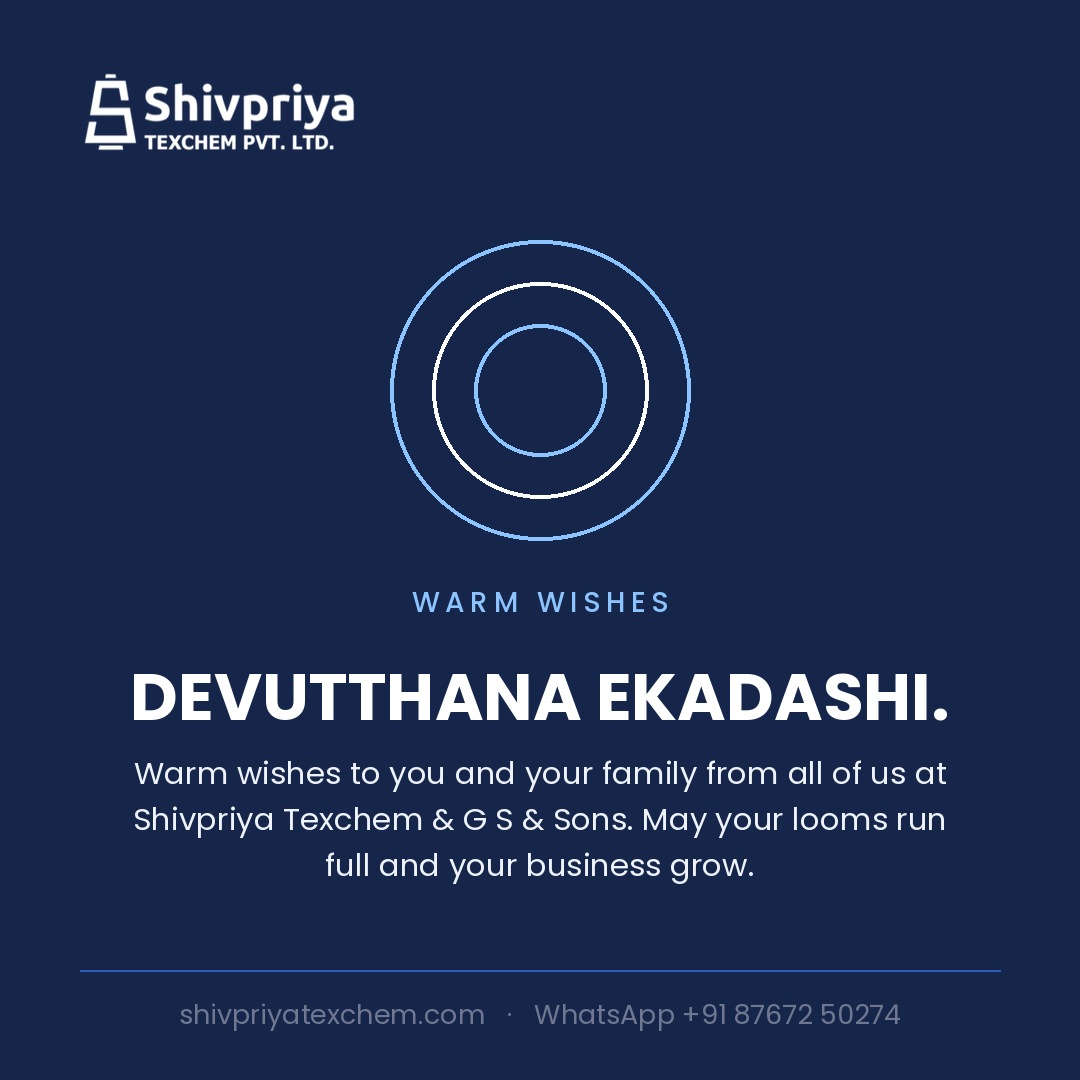 Shivpriya
TEXCHEM PVT. LTD.
WARM WISHES
DEVUTTHANA EKADASHI.
Warm wishes to you and your family from all of us at
Shivpriya Texchem & G S & Sons. May your looms run
full and your business grow.
shivpriyatexchem.com · WhatsApp +91 87672 50274